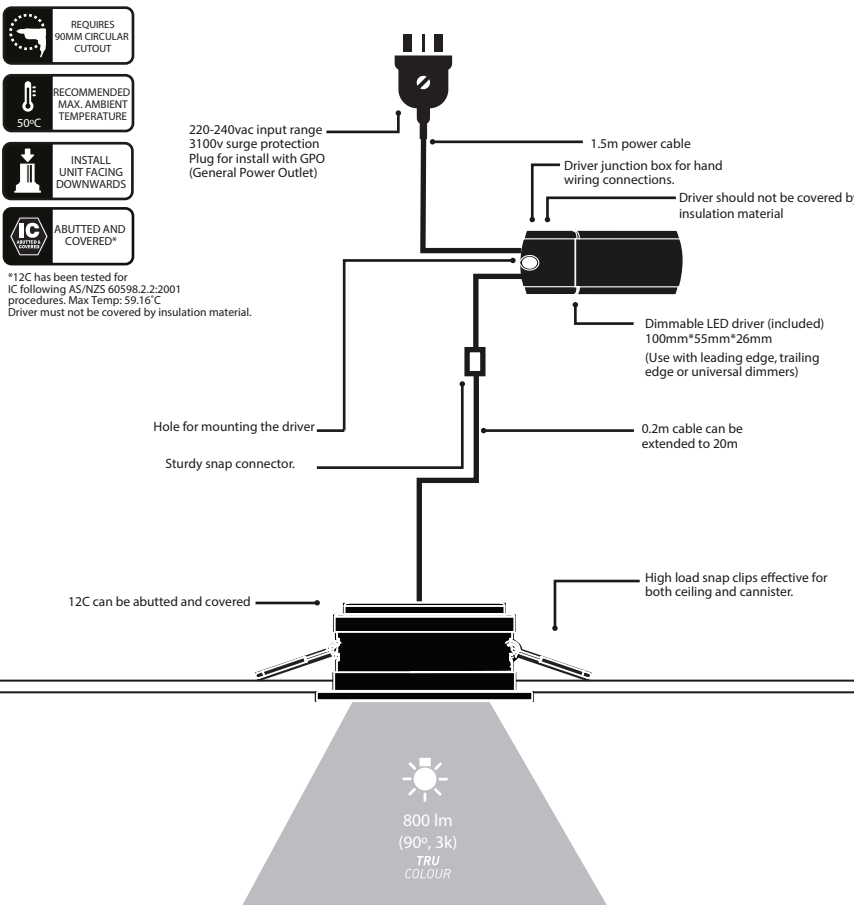 REQUIRES
90MM CIRCULAR
CUTOUT
50ºC
RECOMMENDED
MAX. AMBIENT
TEMPERATURE
INSTALL
UNIT FACING
DOWNWARDS
IC
ABUTTED &
COVERED
ABUTTED AND
COVERED*
*12C has been tested for
IC following AS/NZS 60598.2.2:2001
procedures. Max Temp: 59.16˚C
Driver must not be covered by insulation material.
220-240vac input range
3100v surge protection
Plug for install with GPO
(General Power Outlet)
1.5m power cable
Driver junction box for hand
wiring connections.
Driver should not be covered by
insulation material
Dimmable LED driver (included)
100mm*55mm*26mm
(Use with leading edge, trailing
edge or universal dimmers)
Hole for mounting the driver
Sturdy snap connector.
0.2m cable can be
extended to 20m
12C can be abutted and covered
High load snap clips effective for
both ceiling and cannister.
800 lm
(90º, 3k)
TRU
COLOUR